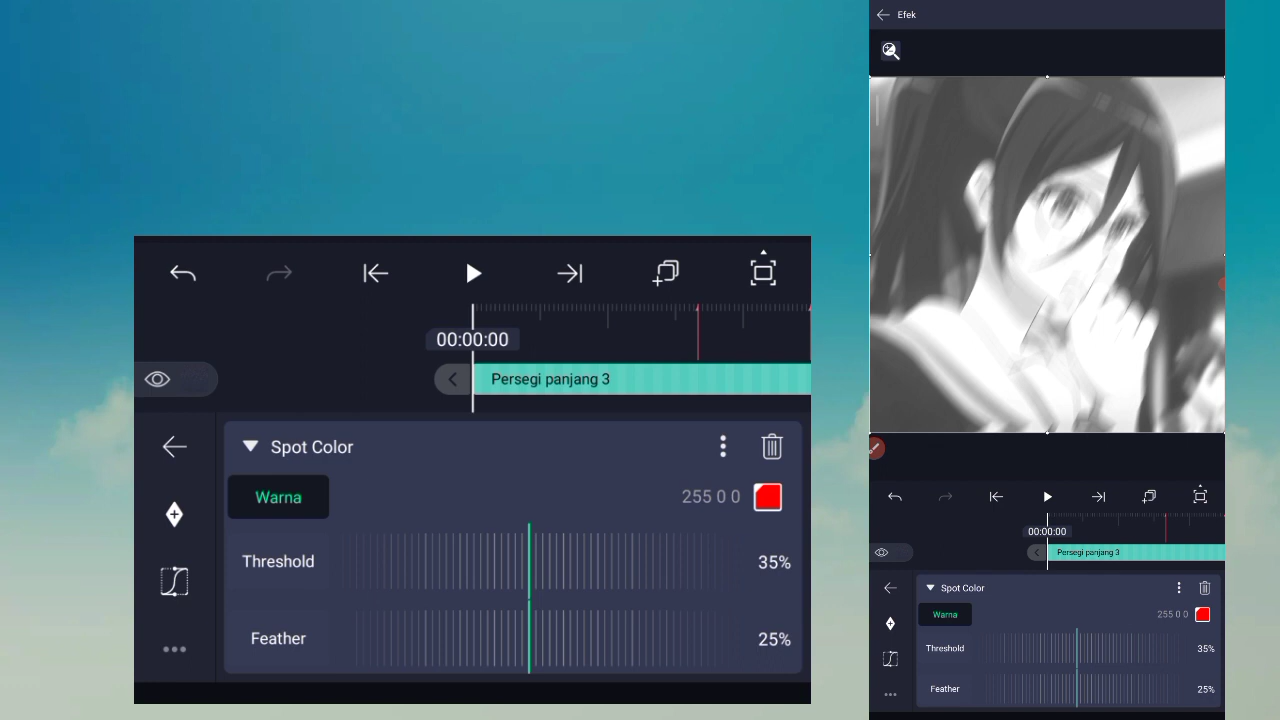 00:00:00
Persegi panjang 3
Spot Color
Warna
255 0 0
Threshold
35%
Feather
25%
Efek
00:00:00
Persegi panjang 3
Spot Color
Warna
255 0 0
Threshold
35%
Feather
25%